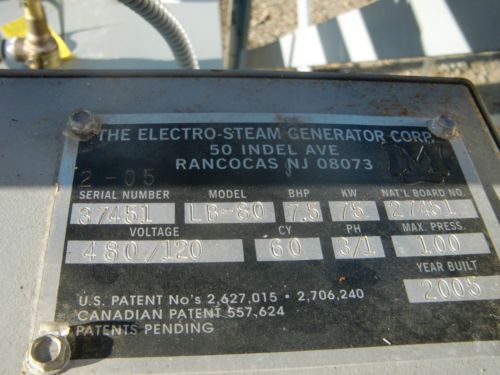 THE ELECTRO-STEAM GENERATOR CORP.
50 INDEL AVE
RANCOCAS NJ 08073
M
2-05
SERIAL NUMBER MODEL BHP KW NAT'L BOARD NO.
37451 LB-80 7.5 75 27451
VOLTAGE CY PH MAX. PRESS.
480/120 60 3/1 100
YEAR BUILT
2005
U.S. PATENT No's 2,627,015 • 2,706,240
CANADIAN PATENT 557,624
PATENTS PENDING